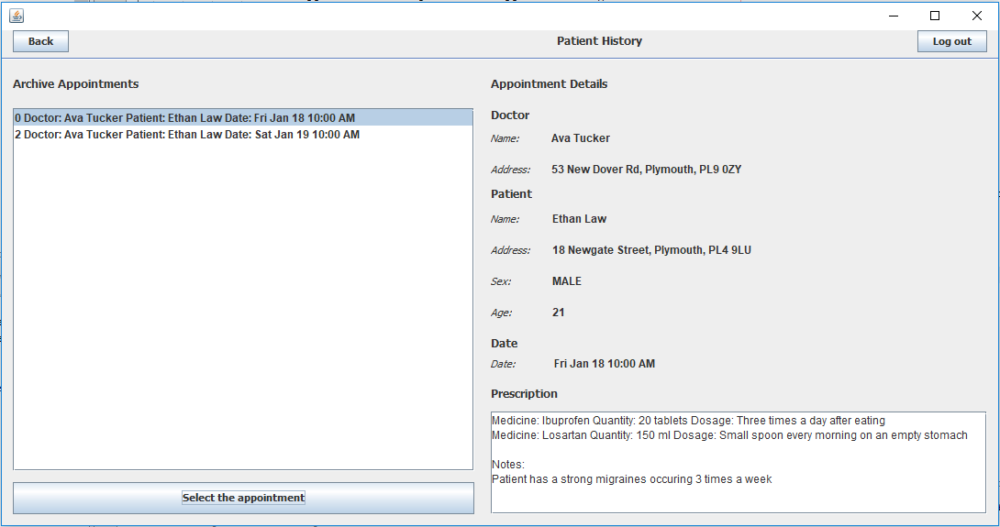 Back
Patient History
Log out
Archive Appointments
0 Doctor: Ava Tucker Patient: Ethan Law Date: Fri Jan 18 10:00 AM
2 Doctor: Ava Tucker Patient: Ethan Law Date: Sat Jan 19 10:00 AM
Select the appointment
Appointment Details
Doctor
Name: Ava Tucker
Address: 53 New Dover Rd, Plymouth, PL9 0ZY
Patient
Name: Ethan Law
Address: 18 Newgate Street, Plymouth, PL4 9LU
Sex: MALE
Age: 21
Date
Date: Fri Jan 18 10:00 AM
Prescription
Medicine: Ibuprofen Quantity: 20 tablets Dosage: Three times a day after eating
Medicine: Losartan Quantity: 150 ml Dosage: Small spoon every morning on an empty stomach
Notes:
Patient has a strong migraines occuring 3 times a week